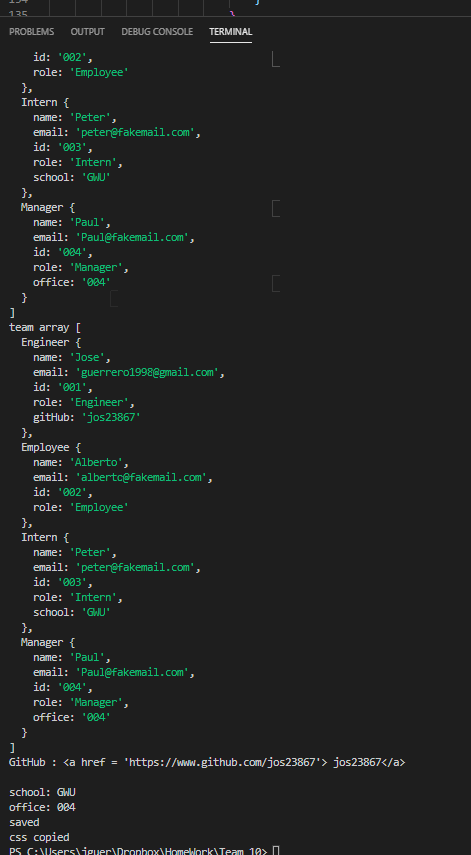 135
PROBLEMS OUTPUT DEBUG CONSOLE TERMINAL
id: '002',
role: 'Employee'
},
Intern {
name: 'Peter',
email: 'peter@fakemail.com',
id: '003',
role: 'Intern',
school: 'GWU'
},
Manager {
name: 'Paul',
email: 'Paul@fakemail.com',
id: '004',
role: 'Manager',
office: '004'
}
]
team array [
Engineer {
name: 'Jose',
email: 'guerrero1998@gmail.com',
id: '001',
role: 'Engineer',
gitHub: 'jos23867'
},
Employee {
name: 'Alberto',
email: 'alberto@fakemail.com',
id: '002',
role: 'Employee'
},
Intern {
name: 'Peter',
email: 'peter@fakemail.com',
id: '003',
role: 'Intern',
school: 'GWU'
},
Manager {
name: 'Paul',
email: 'Paul@fakemail.com',
id: '004',
role: 'Manager',
office: '004'
}
]
GitHub : <a href = 'https://www.github.com/jos23867'> jos23867</a>
school: GWU
office: 004
saved
css copied
PS C:\Users\jguer\Dropbox\HomeWork\Team 10>